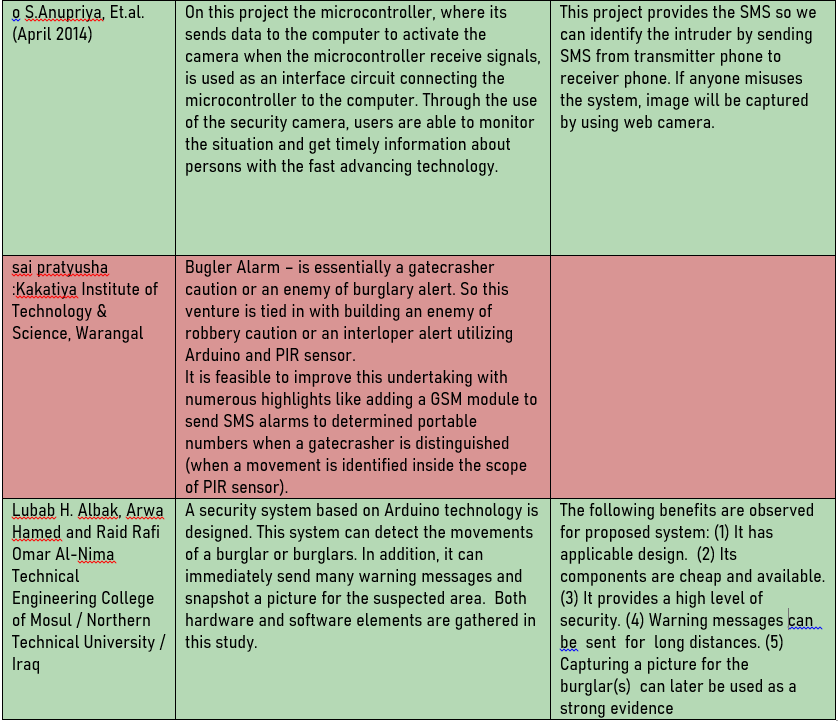 o S.Anupriya, Et.al.
(April 2014)
On this project the microcontroller, where its
sends data to the computer to activate the
camera when the microcontroller receive signals,
is used as an interface circuit connecting the
microcontroller to the computer. Through the use
of the security camera, users are able to monitor
the situation and get timely information about
persons with the fast advancing technology.
This project provides the SMS so we
can identify the intruder by sending
SMS from transmitter phone to
receiver phone. If anyone misuses
the system, image will be captured
by using web camera.
sai pratyusha
:Kakatiya Institute of
Technology &
Science, Warangal
Bugler Alarm – is essentially a gatecrasher
caution or an enemy of burglary alert. So this
venture is tied in with building an enemy of
robbery caution or an interloper alert utilizing
Arduino and PIR sensor.
It is feasible to improve this undertaking with
numerous highlights like adding a GSM module to
send SMS alarms to determined portable
numbers when a gatecrasher is distinguished
(when a movement is identified inside the scope
of PIR sensor).
Lubab H. Albak, Arwa
Hamed and Raid Rafi
Omar Al-Nima
Technical
Engineering College
of Mosul / Northern
Technical University /
Iraq
A security system based on Arduino technology is
designed. This system can detect the movements
of a burglar or burglars. In addition, it can
immediately send many warning messages and
snapshot a picture for the suspected area.  Both
hardware and software elements are gathered in
this study.
The following benefits are observed
for proposed system: (1) It has
applicable design.  (2) Its
components are cheap and available.
(3) It provides a high level of
security. (4) Warning messages can
be  sent  for  long distances. (5)
Capturing a picture for the
burglar(s)  can later be used as a
strong evidence